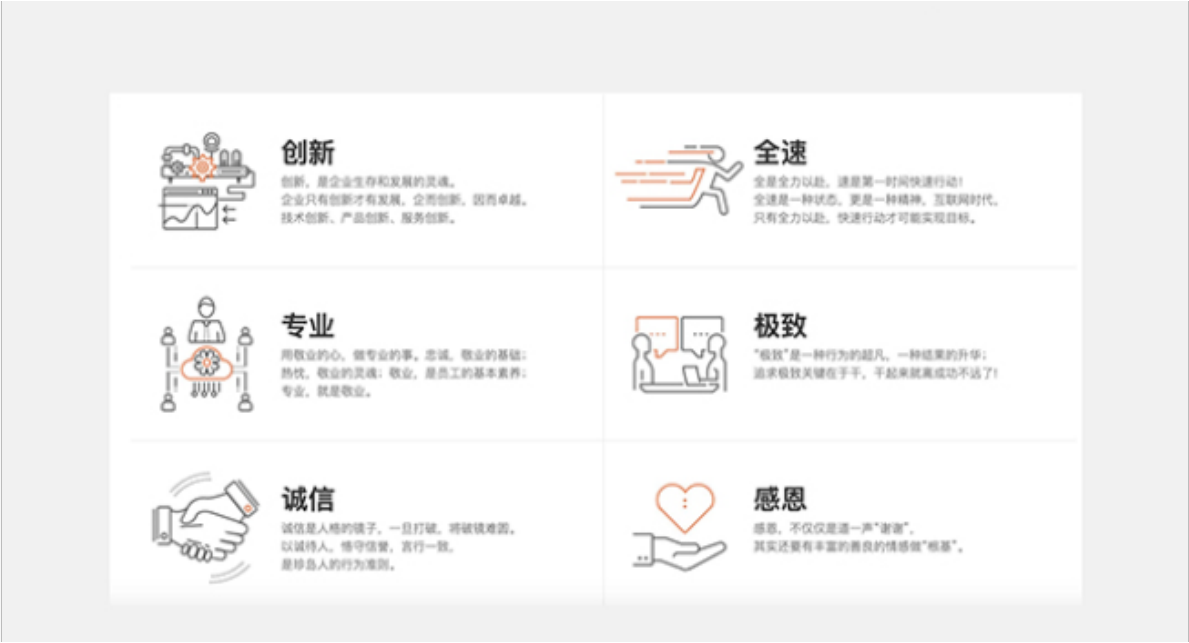 创新
创新，是企业生存和发展的灵魂。
企业只有创新才有发展，企而创新，因而卓越。
技术创新、产品创新、服务创新。
全速
全是全力以赴，速是第一时间快速行动！
全速是一种状态，更是一种精神，互联网时代，
只有全力以赴，快速行动才可能实现目标。
专业
用敬业的心，做专业的事。忠诚，敬业的基础；
热忱，敬业的灵魂；敬业，是员工的基本素养；
专业，就是敬业。
极致
“极致”是一种行为的超凡，一种结果的升华；
追求极致关键在于干，干起来就离成功不远了!
诚信
诚信是人格的镜子，一旦打破，将破镜难圆。
以诚待人，恪守信誉，言行一致，
是珍岛人的行为准则。
感恩
感恩，不仅仅是道一声“谢谢”，
其实还要有丰富的善良的情感做“根基”。